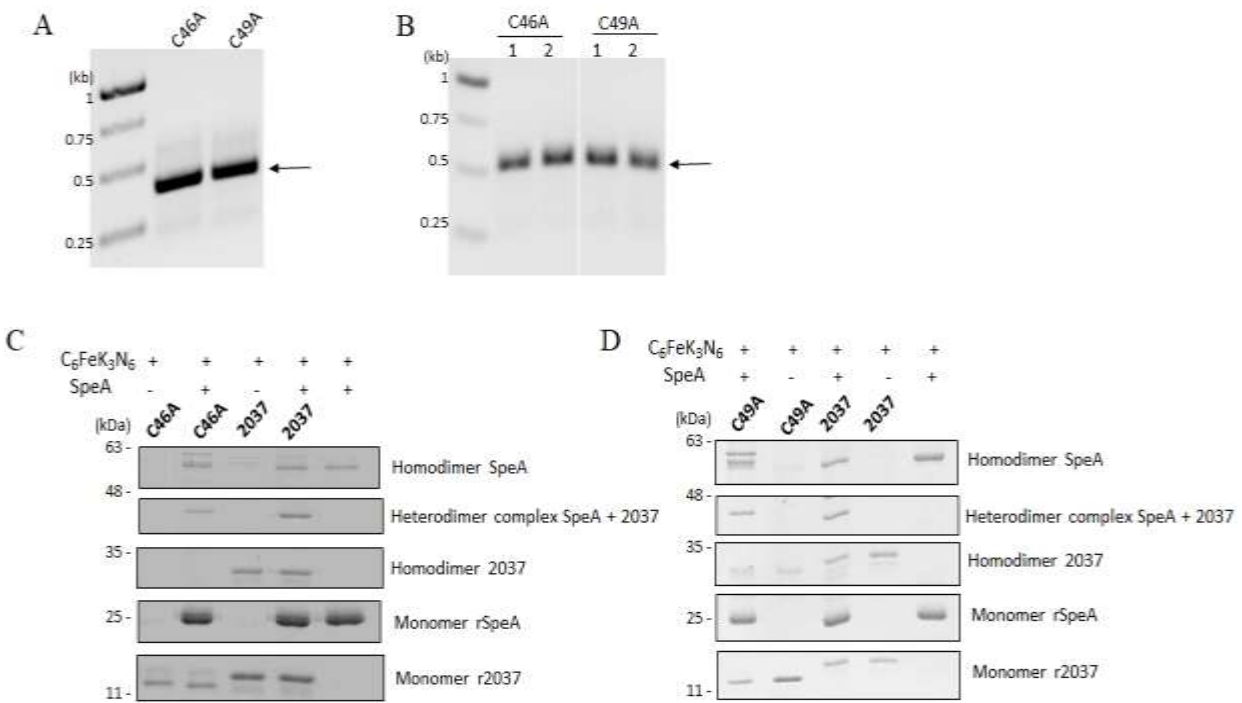 A
C46A C49A
(kb)
1
0.75
0.5
0.25
B
C46A C49A
1 2 1 2
(kb)
1
0.75
0.5
0.25
C
C₆FeK₃N₆ + + + + +
SpeA - + - + +
(kDa) C46A C46A 2037 2037
63 -
Homodimer SpeA
48 -
Heterodimer complex SpeA + 2037
35 -
Homodimer 2037
25 - Monomer rSpeA
Monomer r2037
11 -
D
C₆FeK₃N₆ + + + + +
SpeA + - + - +
(kDa) C49A C49A 2037 2037
63 -
Homodimer SpeA
48 -
Heterodimer complex SpeA + 2037
35 -
Homodimer 2037
25 - Monomer rSpeA
Monomer r2037
11 -